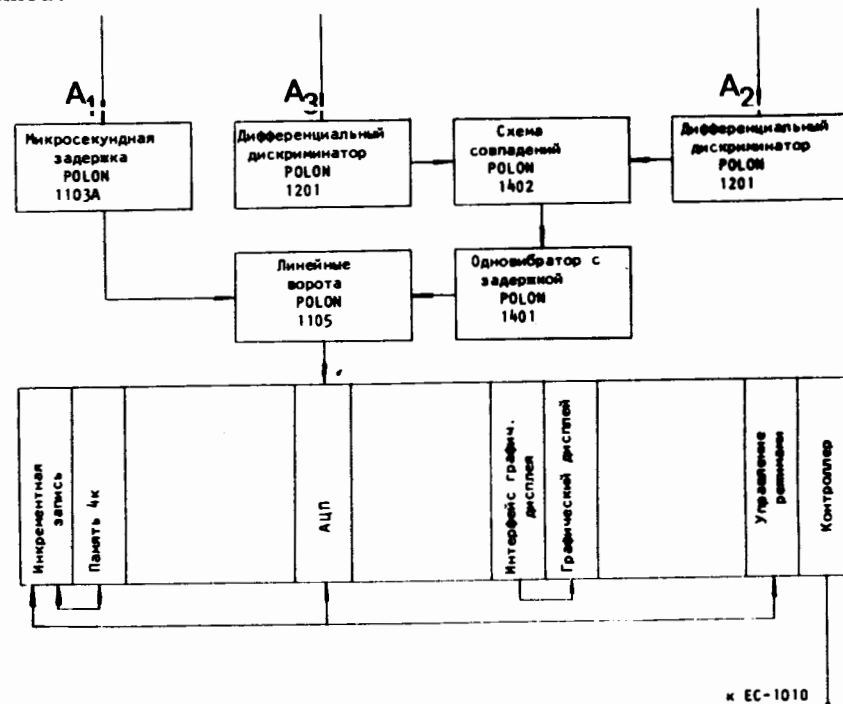 A₁
A₃
A₂
Микросекундная
задержка
POLON
1103А
Дифференциальный
дискриминатор
POLON
1201
Схема
совпадений
POLON
1402
Дифференциальный
дискриминатор
POLON
1201
Линейные
ворота
POLON
1105
Одновибратор с
задержкой
POLON
1401
Инкрементная
запись
Память 4к
АЦП
Интерфейс графич.
дисплея
Графический дисплей
Управление
режимами
Контроллер
к ЕС-1010